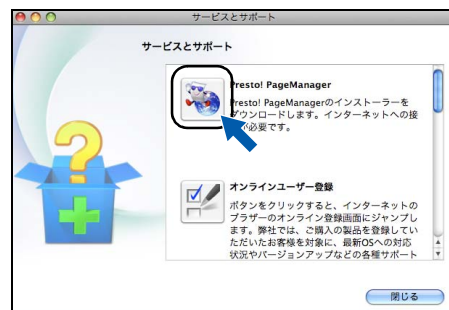 サービスとサポート
サービスとサポート
Presto! PageManager
Presto! PageManagerのインストーラーを
ダウンロードします。インターネットへの接
が必要です。
オンラインユーザー登録
ボタンをクリックすると、インターネットの
ブラザーのオンライン登録画面にジャンプし
ます。弊社では、ご購入の製品を登録してい
ただいたお客様を対象に、最新OSへの対応
状況やバージョンアップなどの各種サポート
閉じる